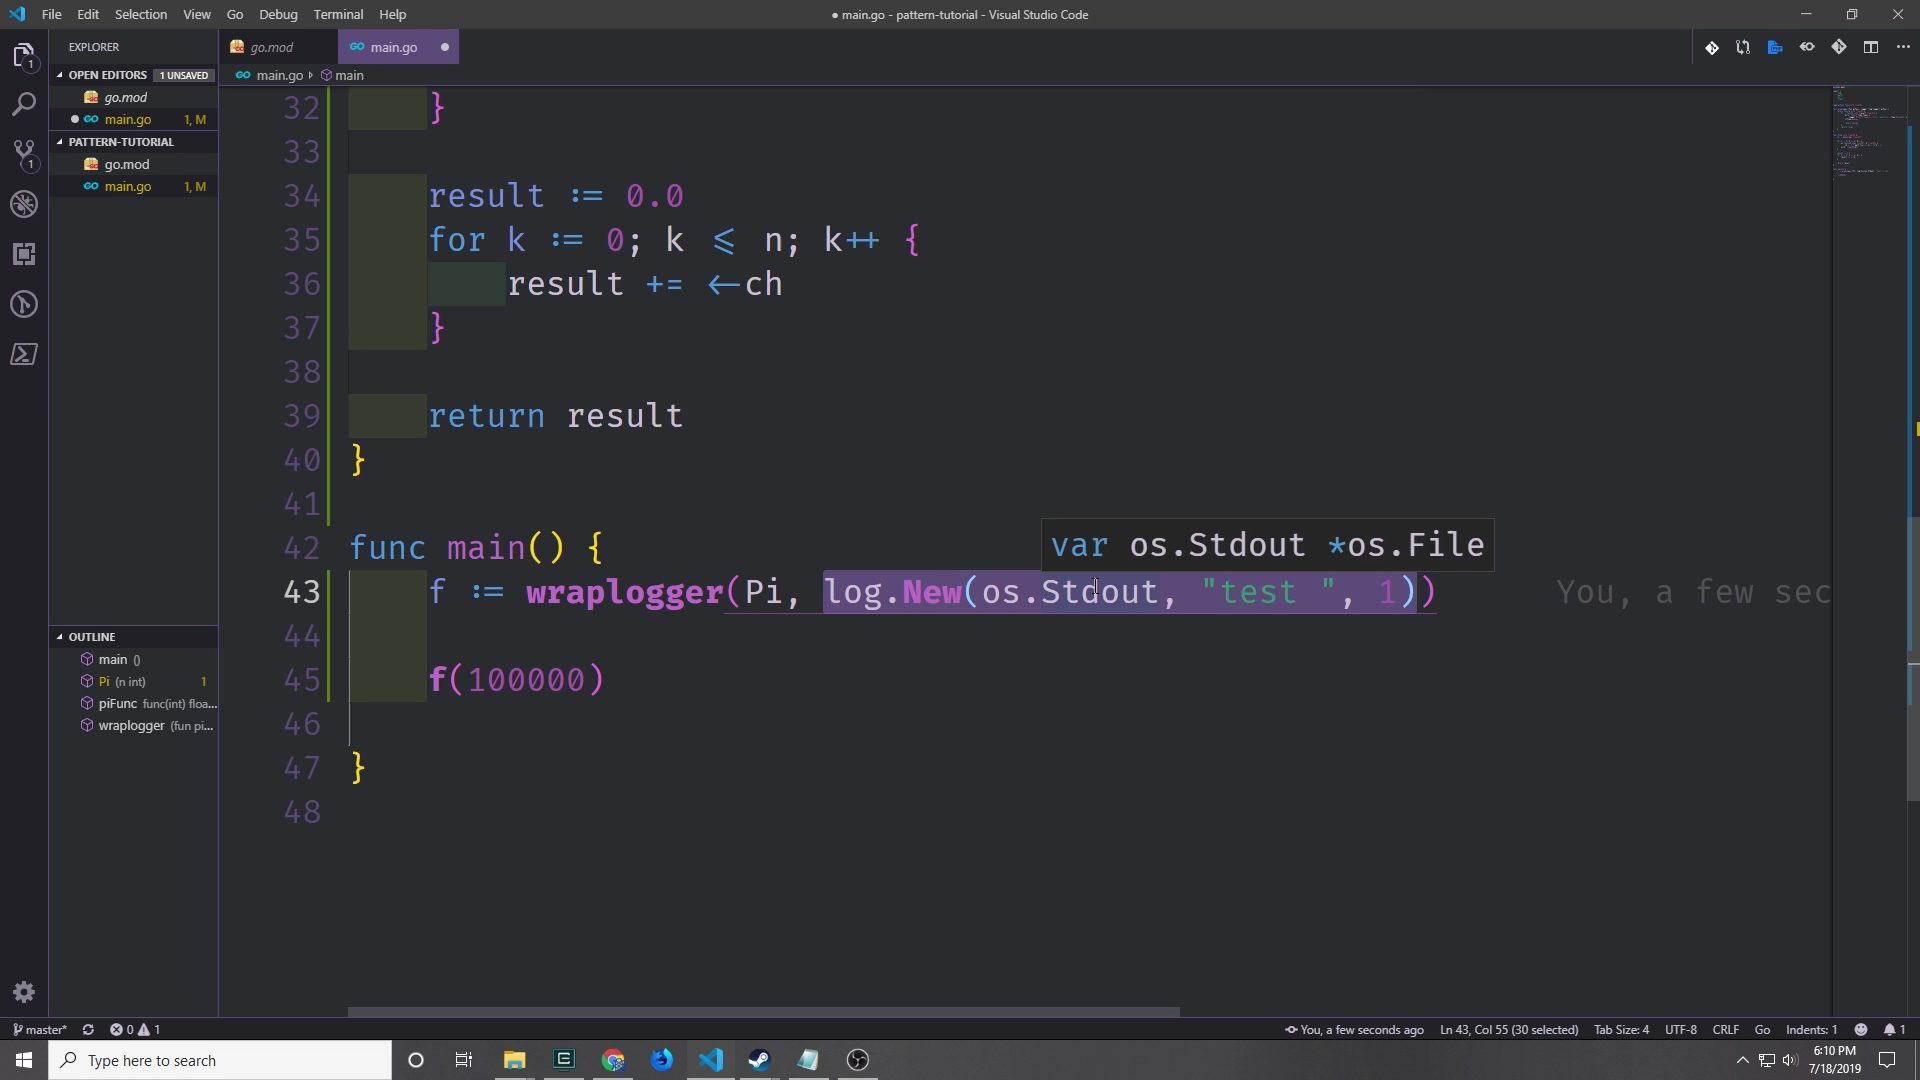 File Edit Selection View Go Debug Terminal Help
● main.go - pattern-tutorial - Visual Studio Code
EXPLORER
go.mod
main.go
OPEN EDITORS 1 UNSAVED
main.go › main
go.mod
main.go 1, M
PATTERN-TUTORIAL
go.mod
main.go 1, M
32 }
33
34 result := 0.0
35 for k := 0; k <= n; k++ {
36 result += <-ch
37 }
38
39 return result
40 }
41
42 func main() {
var os.Stdout *os.File
43 f := wraplogger(Pi, log.New(os.Stdout, "test ", 1)) You, a few sec
44
45 f(100000)
46
47 }
48
OUTLINE
main ()
Pi (n int) 1
piFunc func(int) floa...
wraplogger (fun pi...
master* 0 1
You, a few seconds ago Ln 43, Col 55 (30 selected) Tab Size: 4 UTF-8 CRLF Go Indents: 1 1
Type here to search
6:10 PM
7/18/2019